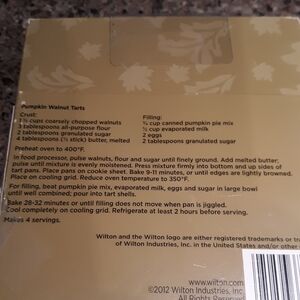 Pumpkin Walnut Tarts
Crust:
1½ cups coarsely chopped walnuts
3 tablespoons all-purpose flour
2 tablespoons granulated sugar
4 tablespoons (½ stick) butter, melted
Filling:
¾ cup canned pumpkin pie mix
½ cup evaporated milk
2 eggs
2 tablespoons granulated sugar
Preheat oven to 400°F.
In food processor, pulse walnuts, flour and sugar until finely ground. Add melted butter;
pulse until mixture is evenly moistened. Press mixture firmly into bottom and up sides of
tart pans. Place pans on cookie sheet. Bake 9-11 minutes, or until edges are lightly browned.
Place on cooling grid. Reduce oven temperature to 350°F.
For filling, beat pumpkin pie mix, evaporated milk, eggs and sugar in large bowl
until well combined; pour into tart shells.
Bake 28-32 minutes or until filling does not move when pan is jiggled.
Cool completely on cooling grid. Refrigerate at least 2 hours before serving.
Makes 4 servings.
Wilton and the Wilton logo are either registered trademarks or
of Wilton Industries, Inc. in the United States and/or other
www.wilton.com
©2012 Wilton Industries, Inc.
All Rights Reserved